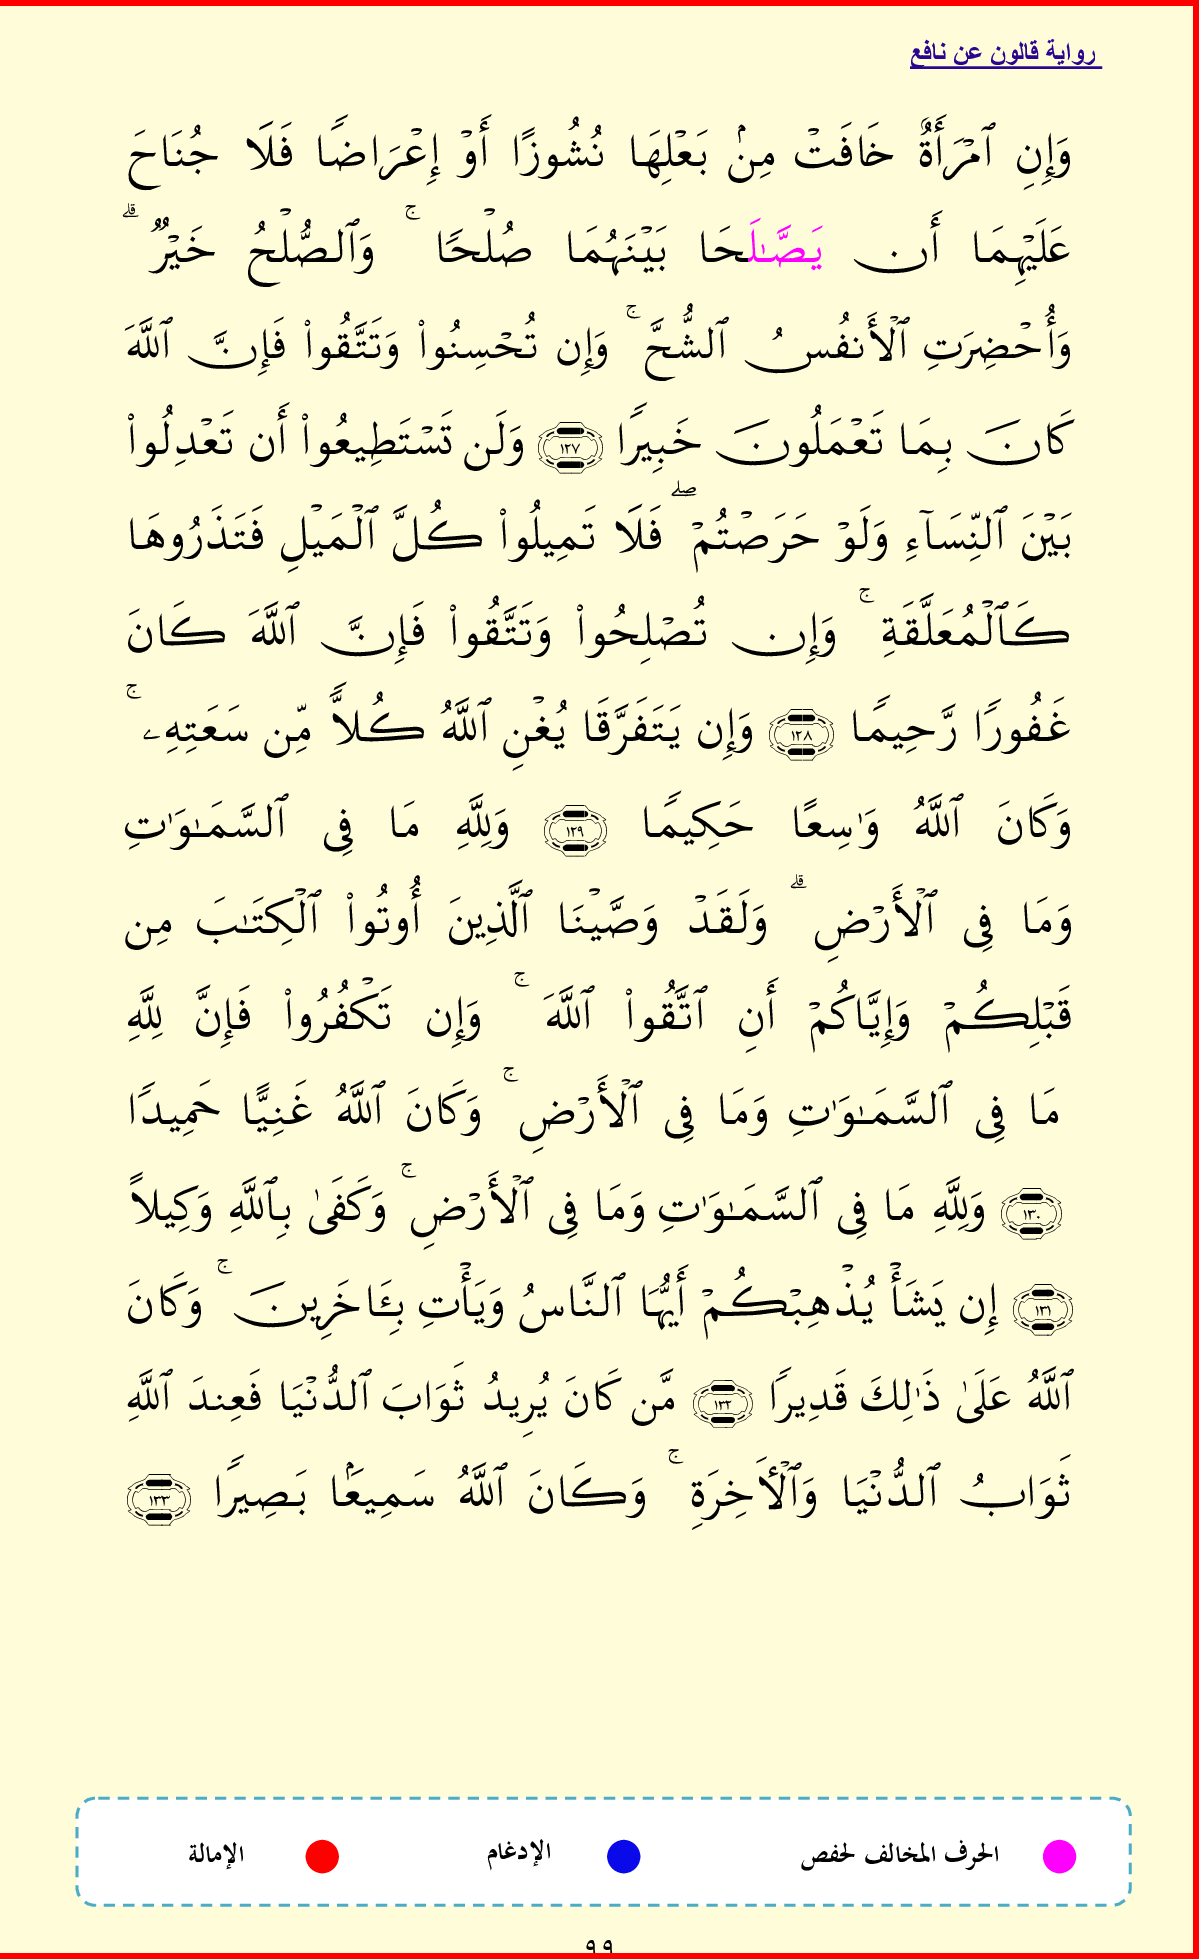 رواية قالون عن نافع
وَإِنِ ٱمْرَأَةٌ خَافَتْ مِنۢ بَعْلِهَا نُشُوزًا أَوْ إِعْرَاضًا فَلَا جُنَاحَ
عَلَيْهِمَا أَن يَصَّٰلَحَا بَيْنَهُمَا صُلْحًا ۚ وَٱلصُّلْحُ خَيْرٌ ۗ
وَأُحْضِرَتِ ٱلْأَنفُسُ ٱلشُّحَّ ۚ وَإِن تُحْسِنُوا۟ وَتَتَّقُوا۟ فَإِنَّ ٱللَّهَ
كَانَ بِمَا تَعْمَلُونَ خَبِيرًا ١٢٧ وَلَن تَسْتَطِيعُوا۟ أَن تَعْدِلُوا۟
بَيْنَ ٱلنِّسَآءِ وَلَوْ حَرَصْتُمْ ۖ فَلَا تَمِيلُوا۟ كُلَّ ٱلْمَيْلِ فَتَذَرُوهَا
كَٱلْمُعَلَّقَةِ ۚ وَإِن تُصْلِحُوا۟ وَتَتَّقُوا۟ فَإِنَّ ٱللَّهَ كَانَ
غَفُورًا رَّحِيمًا ١٢٨ وَإِن يَتَفَرَّقَا يُغْنِ ٱللَّهُ كُلاًّ مِّن سَعَتِهِۦ ۚ
وَكَانَ ٱللَّهُ وَٰسِعًا حَكِيمًا ١٢٩ وَلِلَّهِ مَا فِى ٱلسَّمَٰوَٰتِ
وَمَا فِى ٱلْأَرْضِ ۗ وَلَقَدْ وَصَّيْنَا ٱلَّذِينَ أُوتُوا۟ ٱلْكِتَٰبَ مِن
قَبْلِكُمْ وَإِيَّاكُمْ أَنِ ٱتَّقُوا۟ ٱللَّهَ ۚ وَإِن تَكْفُرُوا۟ فَإِنَّ لِلَّهِ
مَا فِى ٱلسَّمَٰوَٰتِ وَمَا فِى ٱلْأَرْضِ ۚ وَكَانَ ٱللَّهُ غَنِيًّا حَمِيدًا
١٣٠ وَلِلَّهِ مَا فِى ٱلسَّمَٰوَٰتِ وَمَا فِى ٱلْأَرْضِ ۚ وَكَفَىٰ بِٱللَّهِ وَكِيلاً
١٣١ إِن يَشَأْ يُذْهِبْكُمْ أَيُّهَا ٱلنَّاسُ وَيَأْتِ بِـَٔاخَرِينَ ۚ وَكَانَ
ٱللَّهُ عَلَىٰ ذَٰلِكَ قَدِيرًا ١٣٢ مَّن كَانَ يُرِيدُ ثَوَابَ ٱلدُّنْيَا فَعِندَ ٱللَّهِ
ثَوَابُ ٱلدُّنْيَا وَٱلْأَخِرَةِ ۚ وَكَانَ ٱللَّهُ سَمِيعَۢا بَصِيرًا ١٣٣
الحرف المخالف لحفص الإدغام الإمالة
٩٩